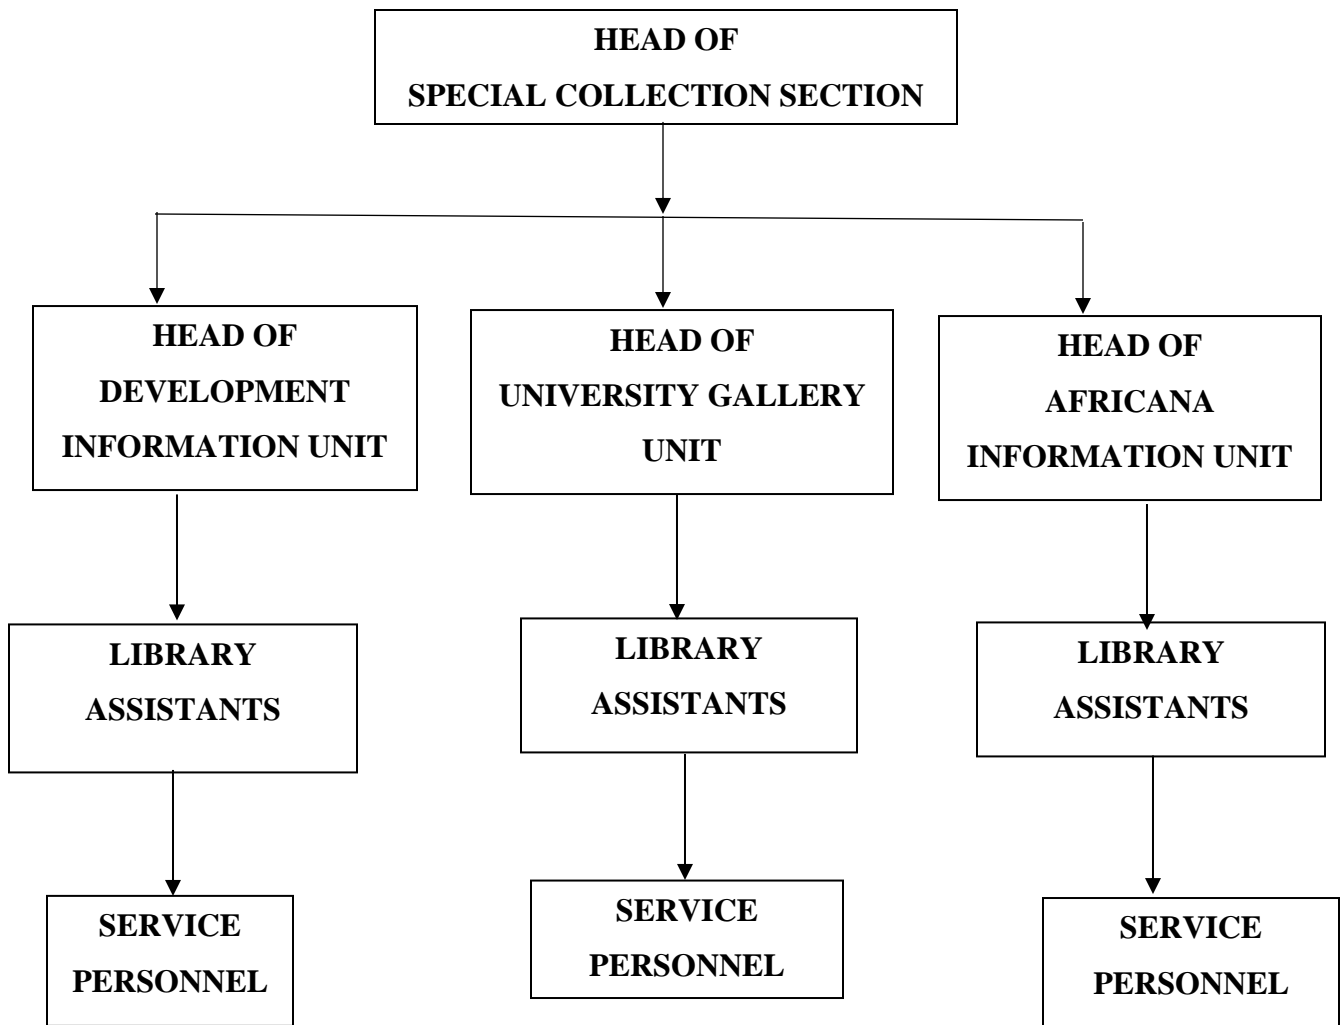 HEAD OF
SPECIAL COLLECTION SECTION
HEAD OF
DEVELOPMENT
INFORMATION UNIT
HEAD OF
UNIVERSITY GALLERY
UNIT
HEAD OF
AFRICANA
INFORMATION UNIT
LIBRARY
ASSISTANTS
LIBRARY
ASSISTANTS
LIBRARY
ASSISTANTS
SERVICE
PERSONNEL
SERVICE
PERSONNEL
SERVICE
PERSONNEL